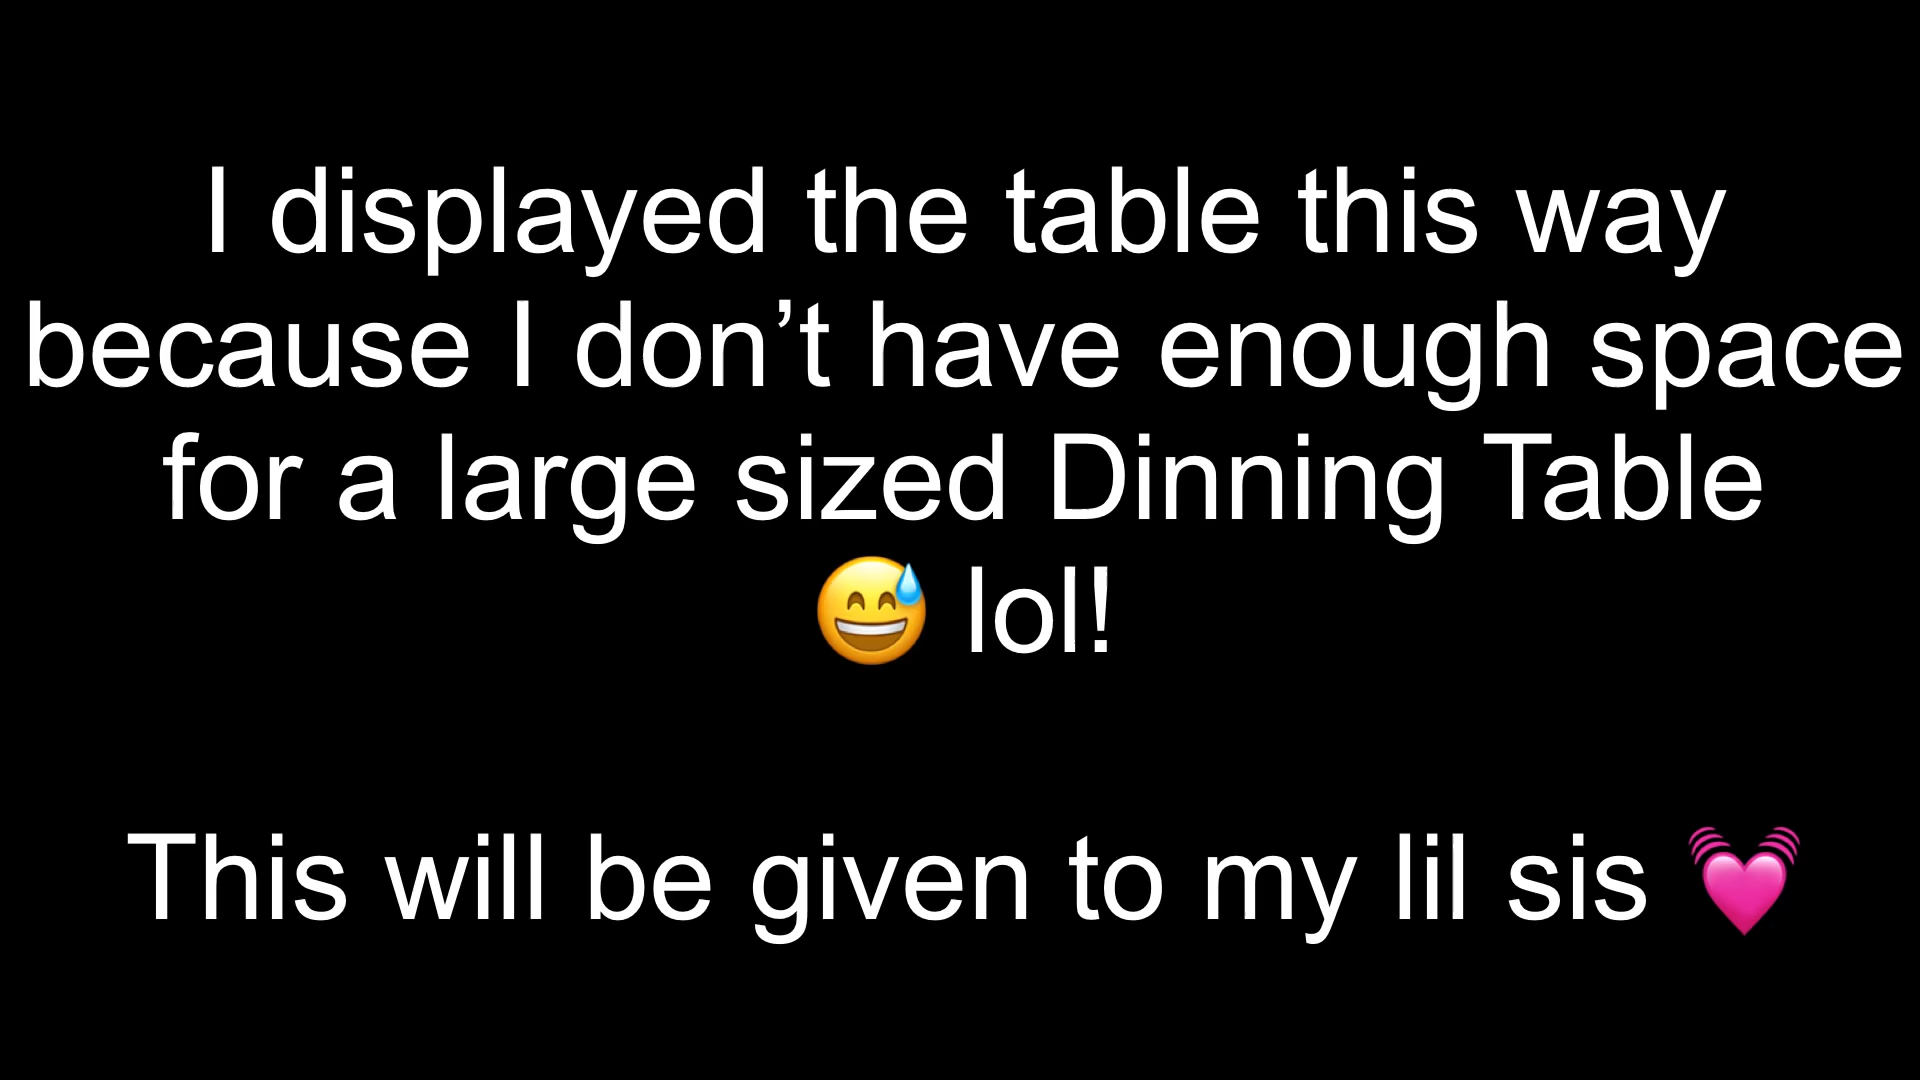 I displayed the table this way
because I don’t have enough space
for a large sized Dinning Table
😅 lol!
This will be given to my lil sis 💓